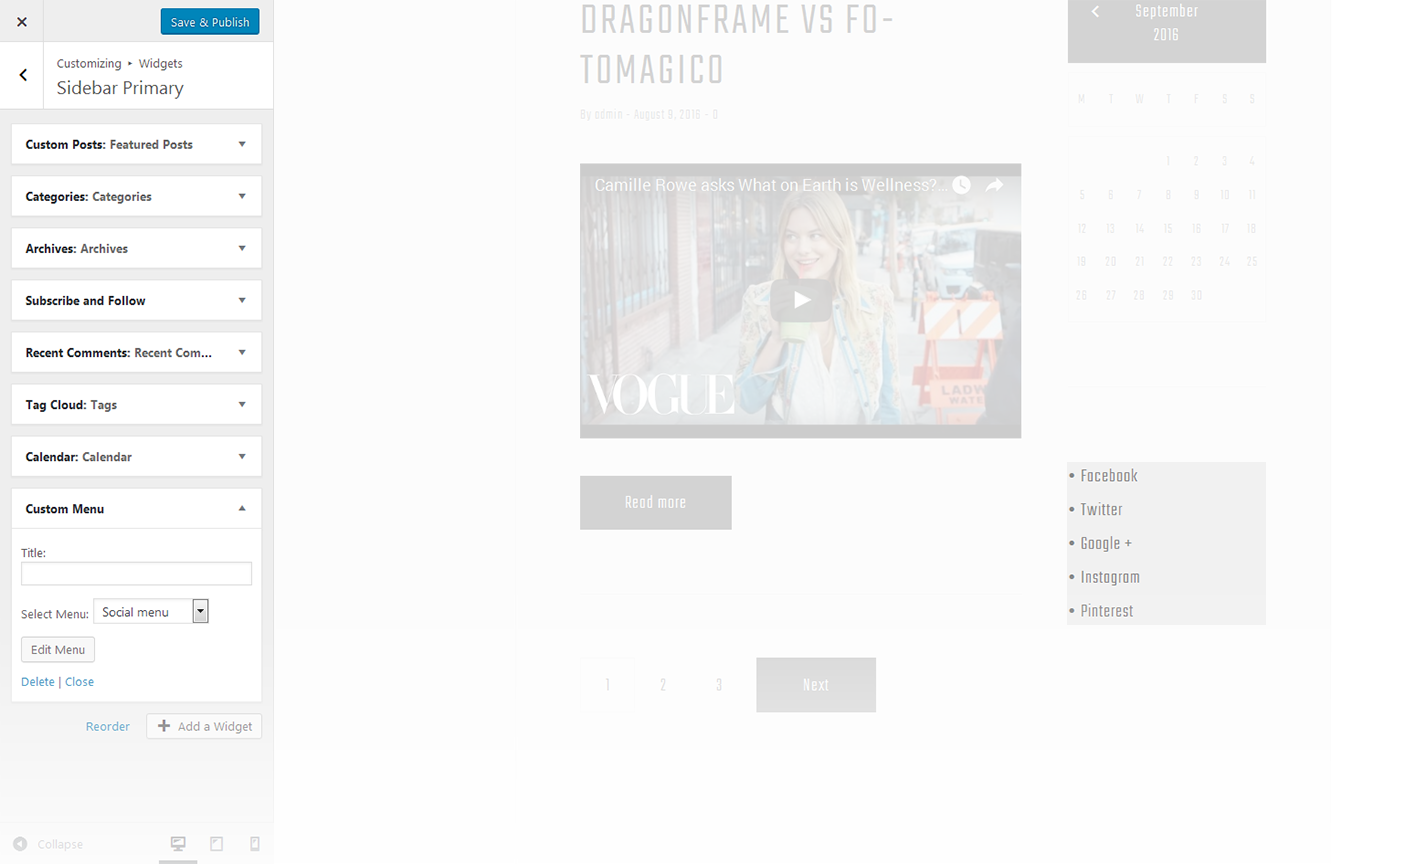 Save & Publish
Customizing ▸ Widgets
Sidebar Primary
Custom Posts: Featured Posts
Categories: Categories
Archives: Archives
Subscribe and Follow
Recent Comments: Recent Com...
Tag Cloud: Tags
Calendar: Calendar
Custom Menu
Title:
Select Menu: Social menu
Edit Menu
Delete | Close
Reorder
Add a Widget
Collapse
DRAGONFRAME VS FO-
TOMAGICO
By admin - August 8, 2016 - 0
Camille Rowe asks What on Earth is Wellness?...
VOGUE
LADW
WATE
Read more
1 2 3 Next
September
2016
M T W T F S S
1 2 3 4
5 6 7 8 9 10 11
12 13 14 15 16 17 18
19 20 21 22 23 24 25
26 27 28 29 30
• Facebook
• Twitter
• Google +
• Instagram
• Pinterest